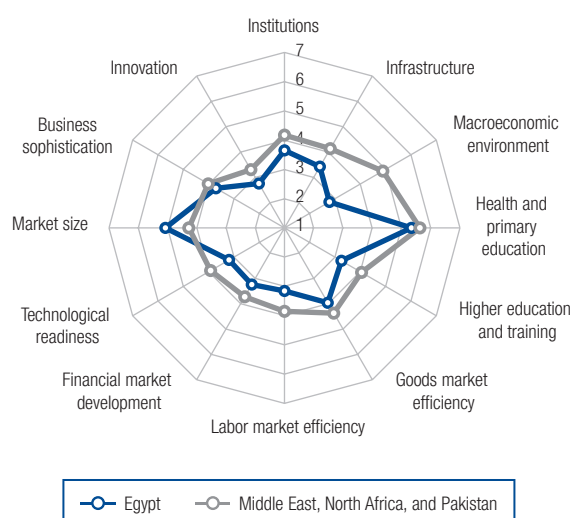 Institutions
7
6
5
4
3
2
1
Infrastructure
Macroeconomic
environment
Health and
primary
education
Higher education
and training
Goods market
efficiency
Labor market efficiency
Financial market
development
Technological
readiness
Market size
Business
sophistication
Innovation
Egypt
Middle East, North Africa, and Pakistan